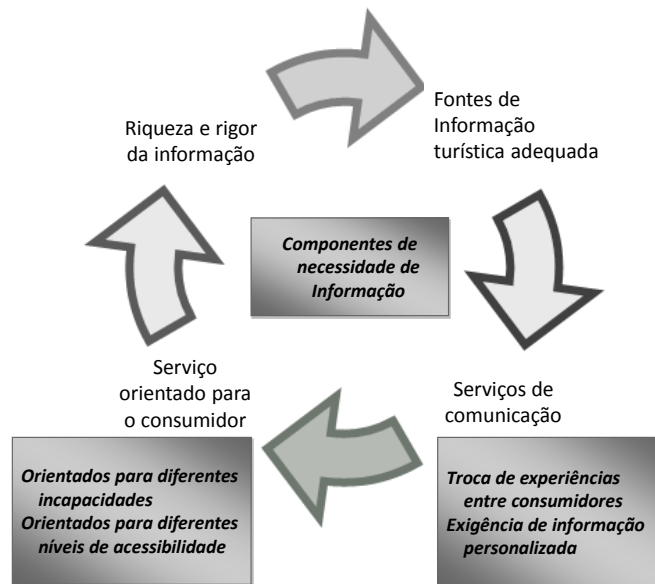 Riqueza e rigor
da informação
Fontes de
Informação
turística adequada
Componentes de
necessidade de
Informação
Serviço
orientado para
o consumidor
Serviços de
comunicação
Orientados para diferentes
incapacidades
Orientados para diferentes
níveis de acessibilidade
Troca de experiências
entre consumidores
Exigência de informação
personalizada